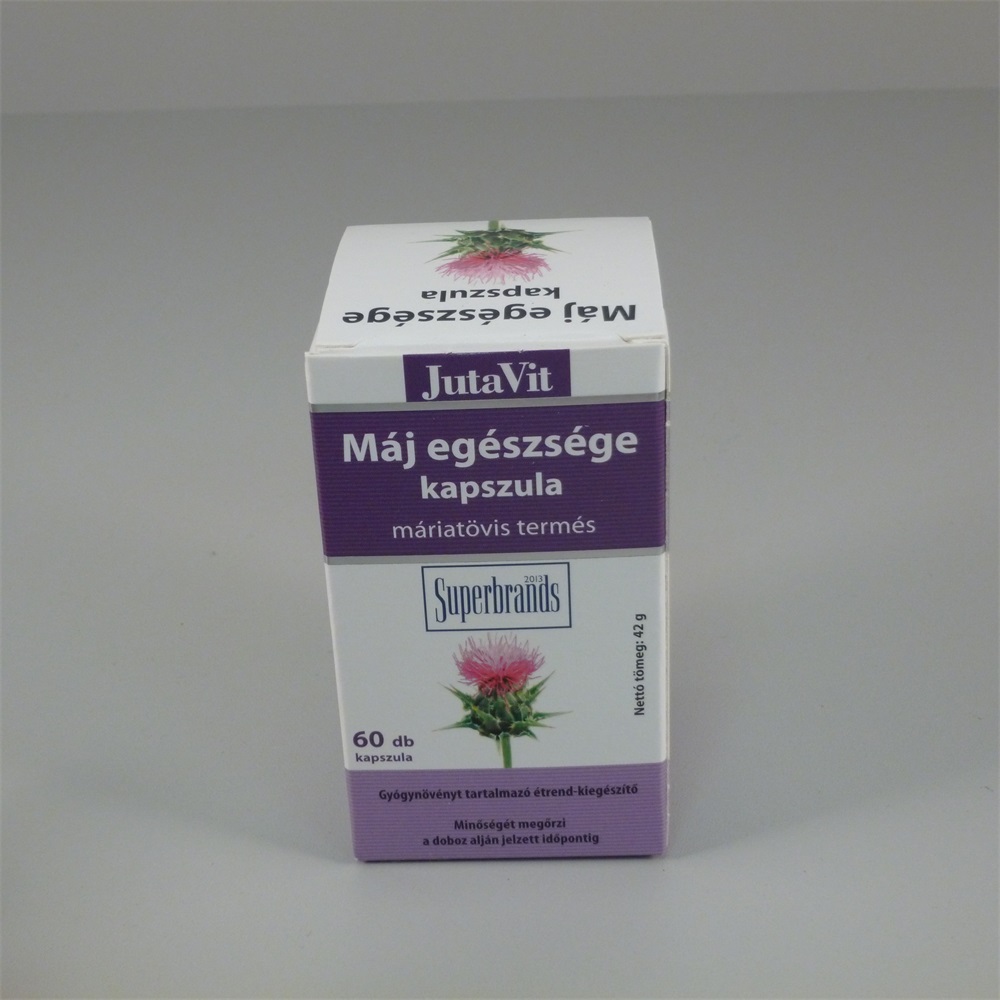 Máj egészsége
kapszula
JutaVit
Máj egészsége
kapszula
máriatövis termés
2013
Superbrands
Nettó tömeg: 42 g
60 db
kapszula
Gyógynövényt tartalmazó étrend-kiegészítő
Minőségét megőrzi
a doboz alján jelzett időpontig